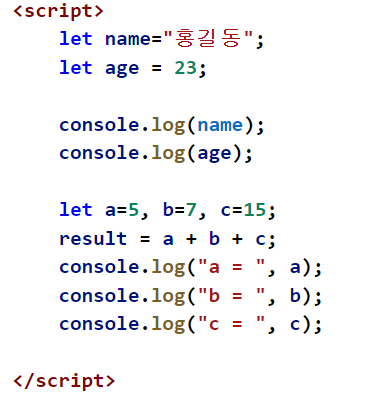 <script>
let name="홍길동";
let age = 23;
console.log(name);
console.log(age);
let a=5, b=7, c=15;
result = a + b + c;
console.log("a = ", a);
console.log("b = ", b);
console.log("c = ", c);
</script>